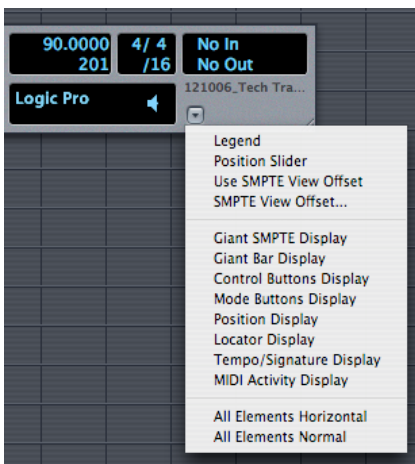 90.0000 4/ 4 No In
201 /16 No Out
Logic Pro 121006_Tech Tra...
Legend
Position Slider
Use SMPTE View Offset
SMPTE View Offset...
Giant SMPTE Display
Giant Bar Display
Control Buttons Display
Mode Buttons Display
Position Display
Locator Display
Tempo/Signature Display
MIDI Activity Display
All Elements Horizontal
All Elements Normal